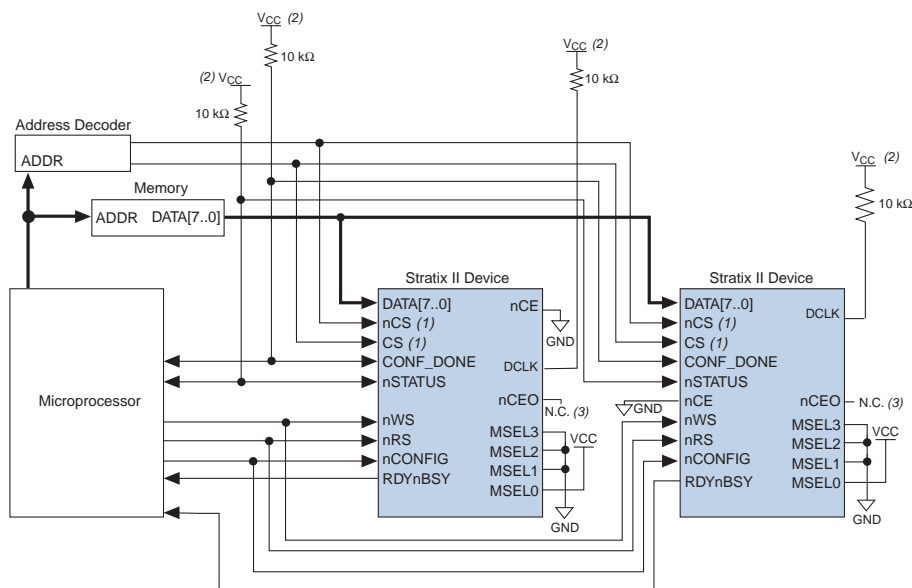 VCC (2)
10 kΩ
VCC (2)
10 kΩ
(2) VCC
10 kΩ
Address Decoder
ADDR
Memory
ADDR DATA[7..0]
VCC (2)
10 kΩ
Microprocessor
Stratix II Device
DATA[7..0]
nCS (1)
CS (1)
CONF_DONE
nSTATUS
nWS
nRS
nCONFIG
RDYnBSY
nCE
GND
DCLK
nCEO
N.C. (3)
MSEL3
MSEL2
MSEL1
MSEL0
VCC
GND
Stratix II Device
DATA[7..0]
nCS (1)
CS (1)
CONF_DONE
nSTATUS
nCE
GND
nWS
nRS
nCONFIG
RDYnBSY
DCLK
nCEO
N.C. (3)
MSEL3
MSEL2
MSEL1
MSEL0
VCC
GND